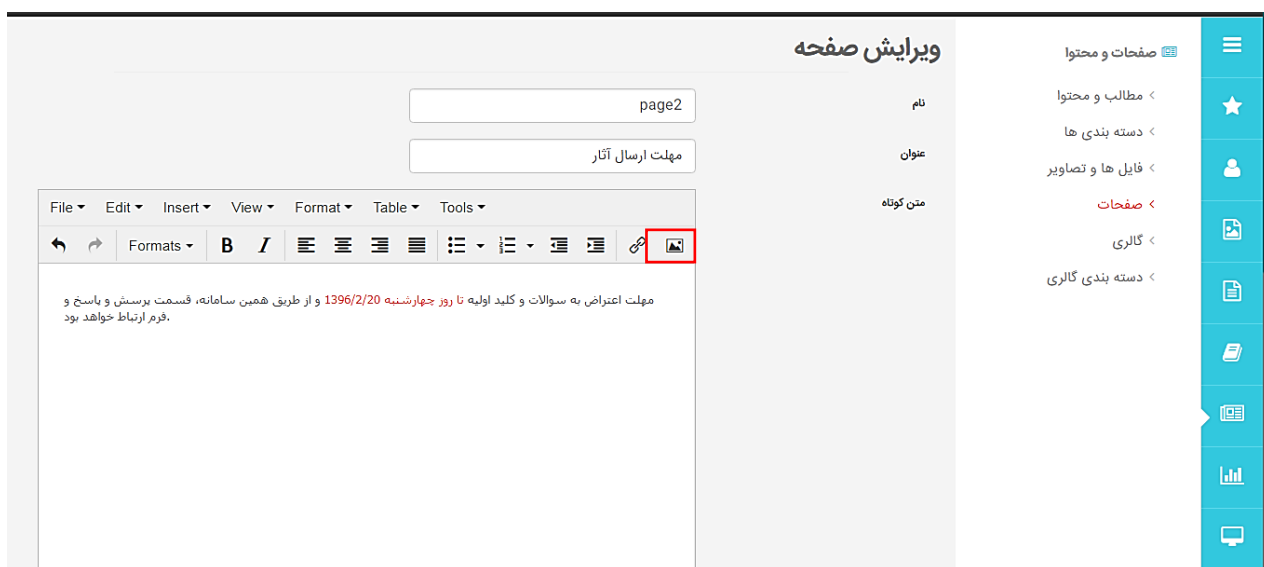 صفحات و محتوا
مطالب و محتوا
دسته بندی ها
فایل ها و تصاویر
صفحات
گالری
دسته بندی گالری
ویرایش صفحه
نام
page2
عنوان
مهلت ارسال آثار
متن کوتاه
File Edit Insert View Format Table Tools
Formats B I
مهلت اعتراض به سوالات و کلید اولیه تا روز چهارشنبه 1396/2/20 و از طریق همین سامانه، قسمت پرسش و پاسخ و
.فرم ارتباط خواهد بود